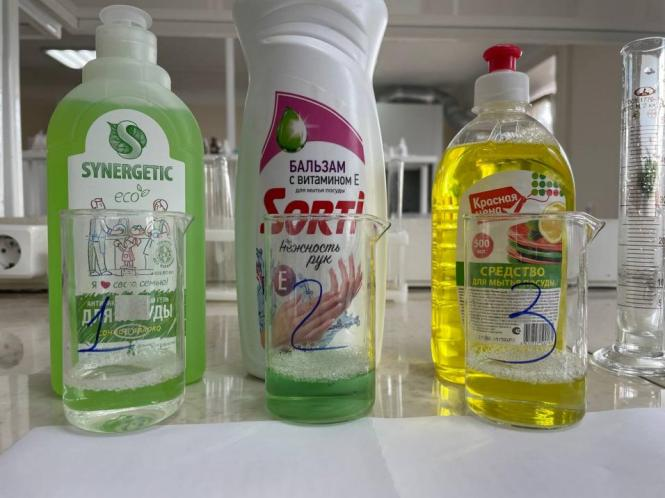 SYNERGETIC
eco
Я ❤ свою семью!
ДЛЯ
1
БАЛЬЗАМ
с витамином Е
для мытья посуды
SORTI
Нежность
рук
E
2
Красная
цена
500
СРЕДСТВО
ДЛЯ МЫТЬЯ ПОСУДЫ
3